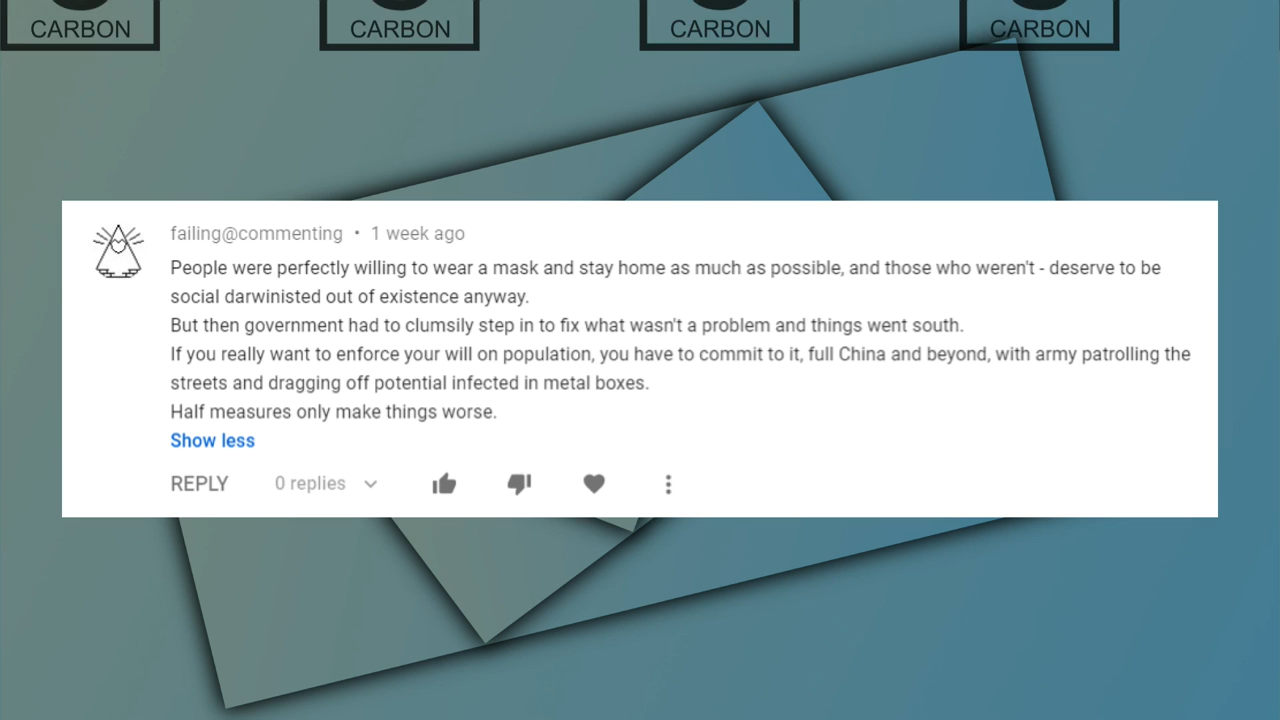 CARBON CARBON CARBON CARBON
failing@commenting • 1 week ago
People were perfectly willing to wear a mask and stay home as much as possible, and those who weren't - deserve to be
social darwinisted out of existence anyway.
But then government had to clumsily step in to fix what wasn't a problem and things went south.
If you really want to enforce your will on population, you have to commit to it, full China and beyond, with army patrolling the
streets and dragging off potential infected in metal boxes.
Half measures only make things worse.
Show less
REPLY 0 replies